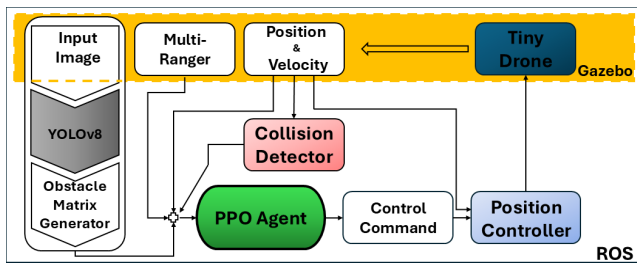 Input
Image
Multi-
Ranger
Position
&
Velocity
Tiny
Drone
Gazebo
YOLOv8
Collision
Detector
Obstacle
Matrix
Generator
PPO Agent
Control
Command
Position
Controller
ROS